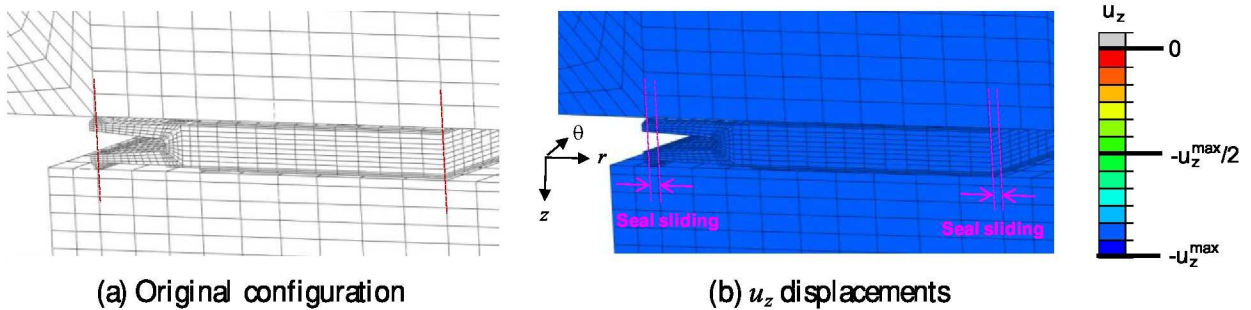 u_z
0
-u_z^max/2
-u_z^max
θ
r
z
Seal sliding
Seal sliding
(a) Original configuration
(b) u_z displacements